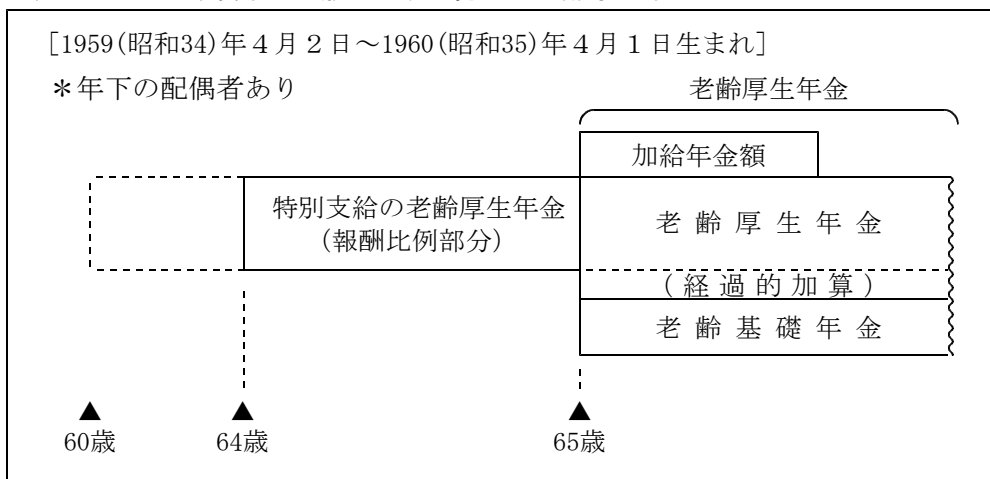 ［1959(昭和34)年４月２日～1960(昭和35)年４月１日生まれ］
＊年下の配偶者あり
老齢厚生年金
加給年金額
特別支給の老齢厚生年金
（報酬比例部分）
老齢厚生年金
（経過的加算）
老齢基礎年金
▲ ▲ ▲
60歳 64歳 65歳